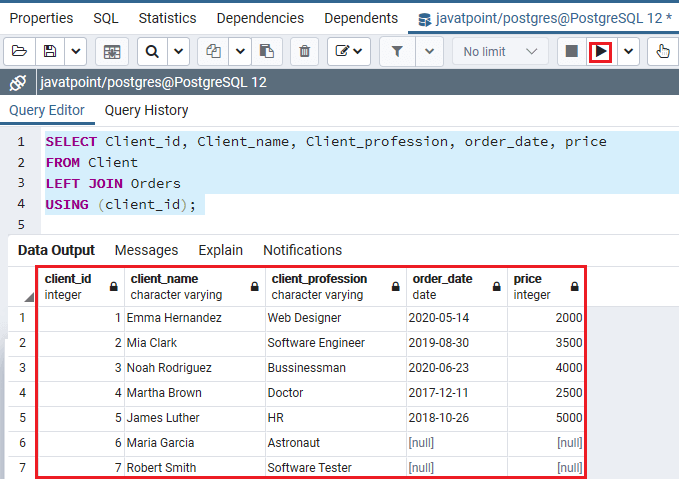 Properties SQL Statistics Dependencies Dependents javatpoint/postgres@PostgreSQL 12 *
No limit
javatpoint/postgres@PostgreSQL 12
Query Editor Query History
1 SELECT Client_id, Client_name, Client_profession, order_date, price
2 FROM Client
3 LEFT JOIN Orders
4 USING (client_id);
5
Data Output Messages Explain Notifications
client_id client_name client_profession order_date price
integer character varying character varying date integer
1 1 Emma Hernandez Web Designer 2020-05-14 2000
2 2 Mia Clark Software Engineer 2019-08-30 3500
3 3 Noah Rodriguez Bussinessman 2020-06-23 4000
4 4 Martha Brown Doctor 2017-12-11 2500
5 5 James Luther HR 2018-10-26 5000
6 6 Maria Garcia Astronaut [null] [null]
7 7 Robert Smith Software Tester [null] [null]